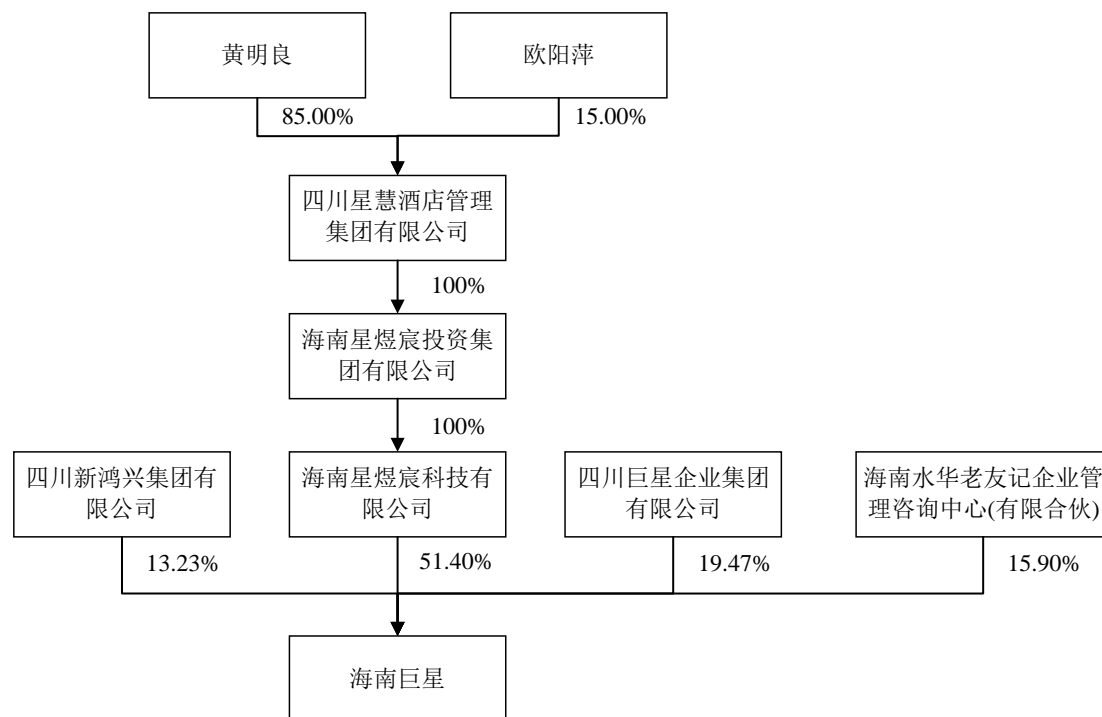 黄明良
欧阳萍
85.00%
15.00%
四川星慧酒店管理
集团有限公司
100%
海南星煜宸投资集
团有限公司
100%
四川新鸿兴集团有
限公司
海南星煜宸科技有
限公司
四川巨星企业集团
有限公司
海南水华老友记企业管
理咨询中心(有限合伙)
13.23%
51.40%
19.47%
15.90%
海南巨星